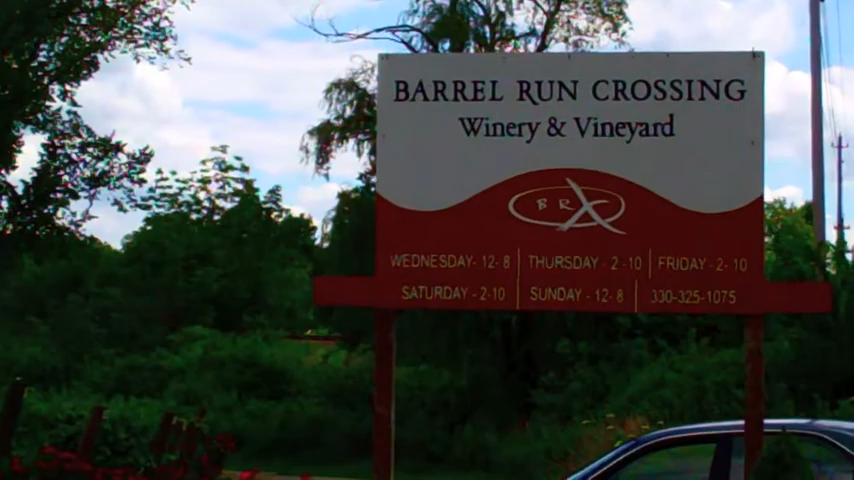 BARREL RUN CROSSING
Winery & Vineyard
BRX
WEDNESDAY- 12- 8 THURSDAY - 2 -10 FRIDAY - 2- 10
SATURDAY - 2-10 SUNDAY - 12- 8 330-325-1075